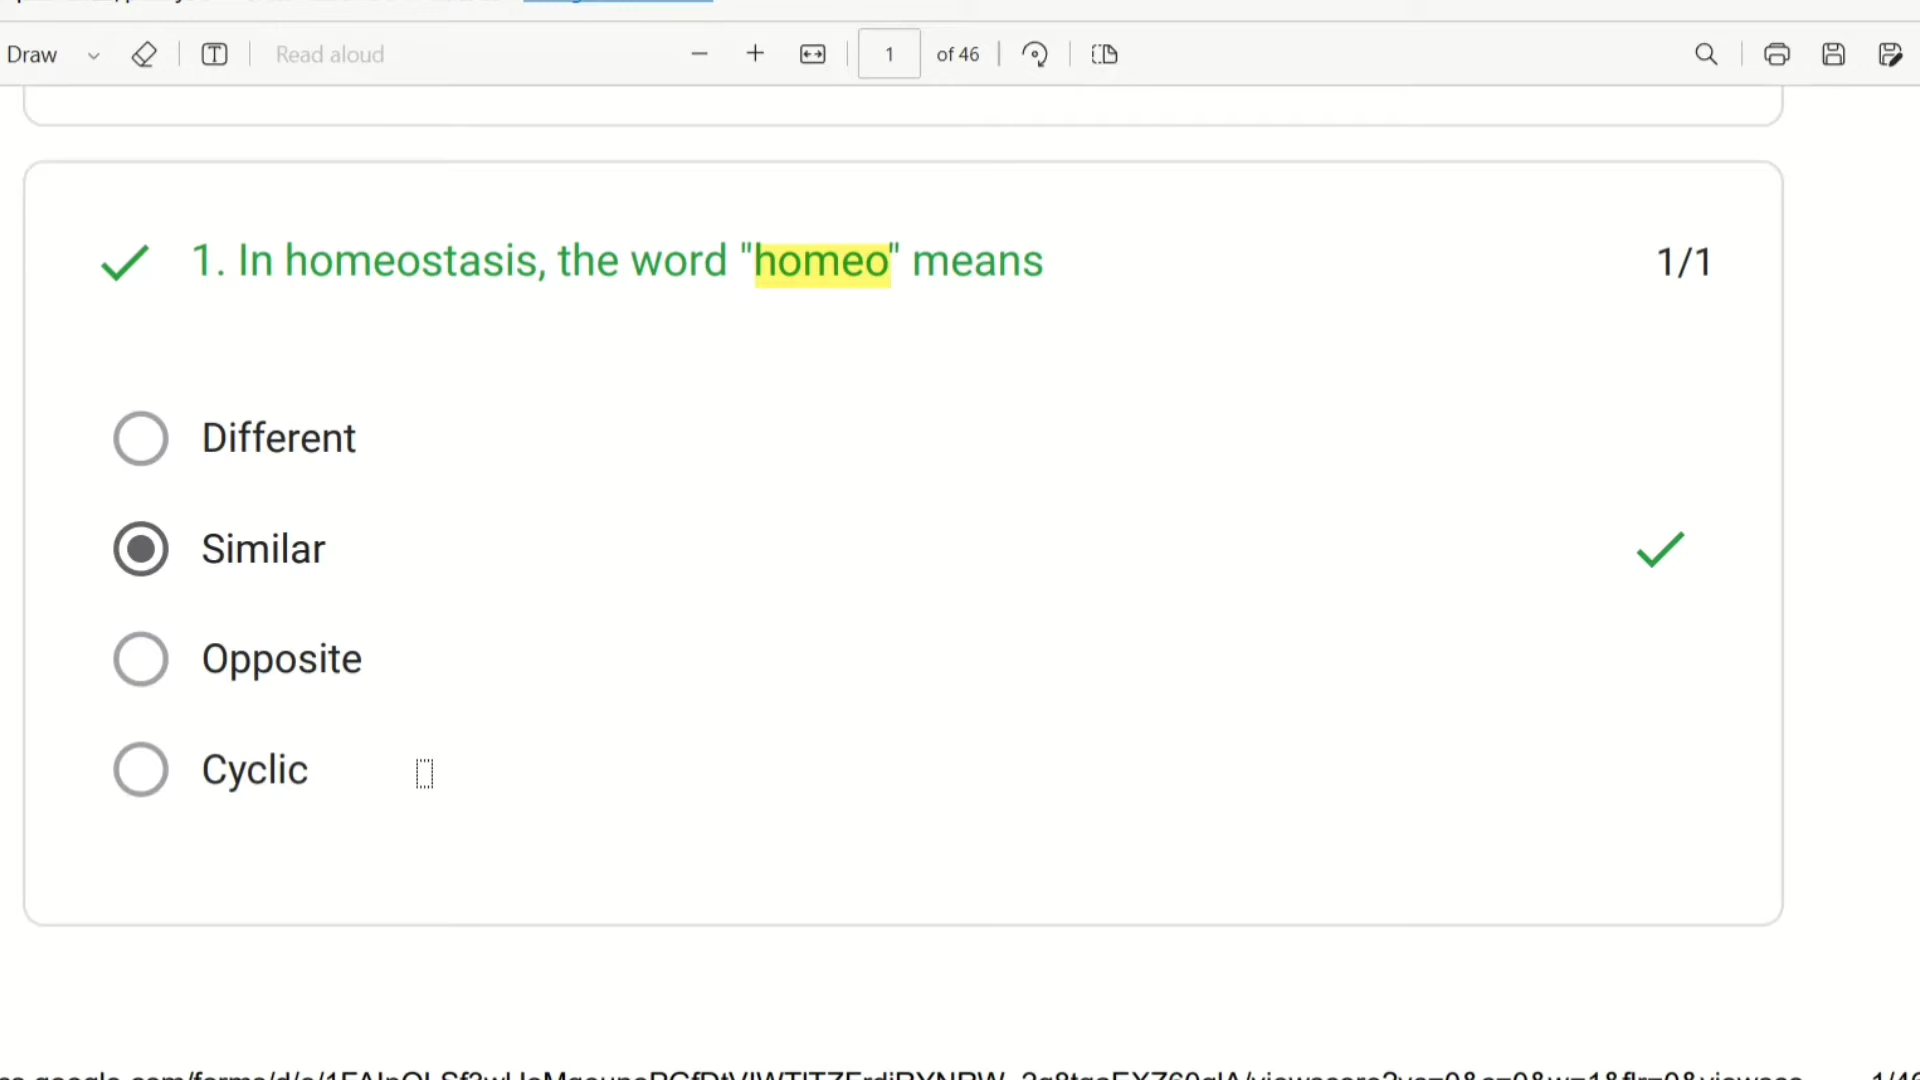 Draw Read aloud 1 of 46
1. In homeostasis, the word "homeo" means 1/1
Different
Similar
Opposite
Cyclic